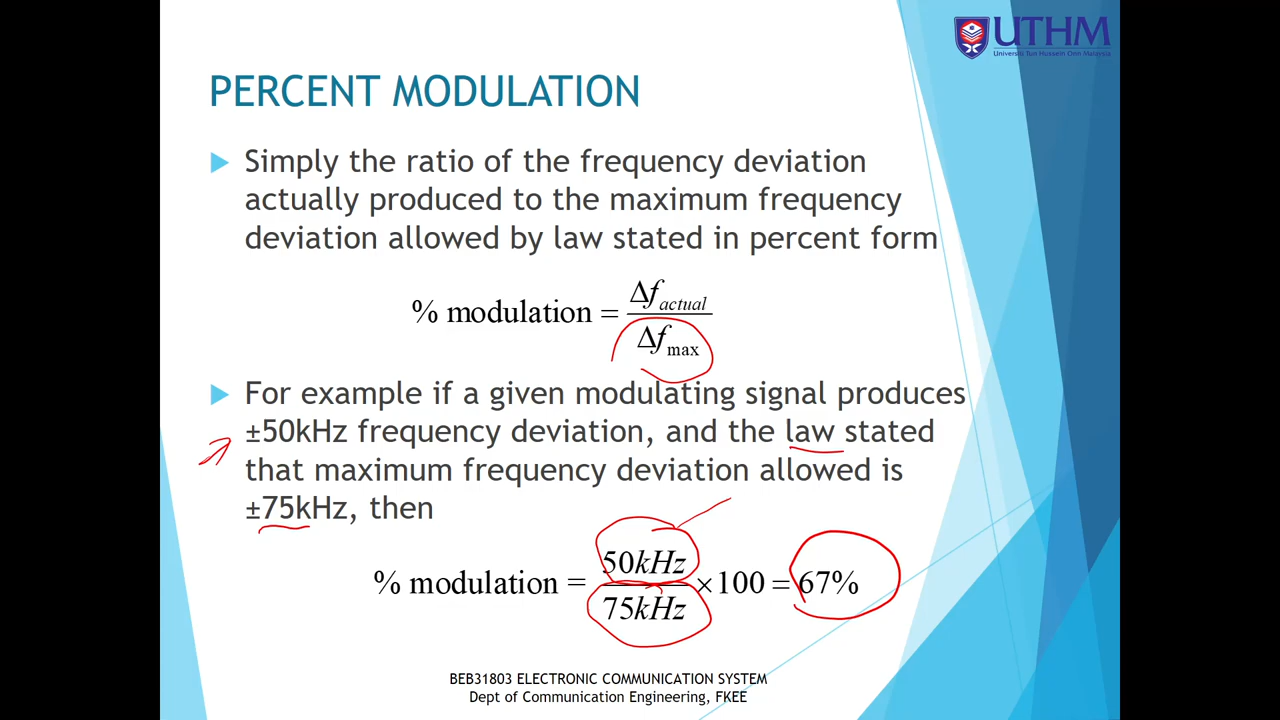 UTHM
Universiti Tun Hussein Onn Malaysia
PERCENT MODULATION
Simply the ratio of the frequency deviation
actually produced to the maximum frequency
deviation allowed by law stated in percent form
% modulation = Δf_actual / Δf_max
For example if a given modulating signal produces
±50kHz frequency deviation, and the law stated
that maximum frequency deviation allowed is
±75kHz, then
% modulation = 50kHz / 75kHz ×100 = 67%
BEB31803 ELECTRONIC COMMUNICATION SYSTEM
Dept of Communication Engineering, FKEE